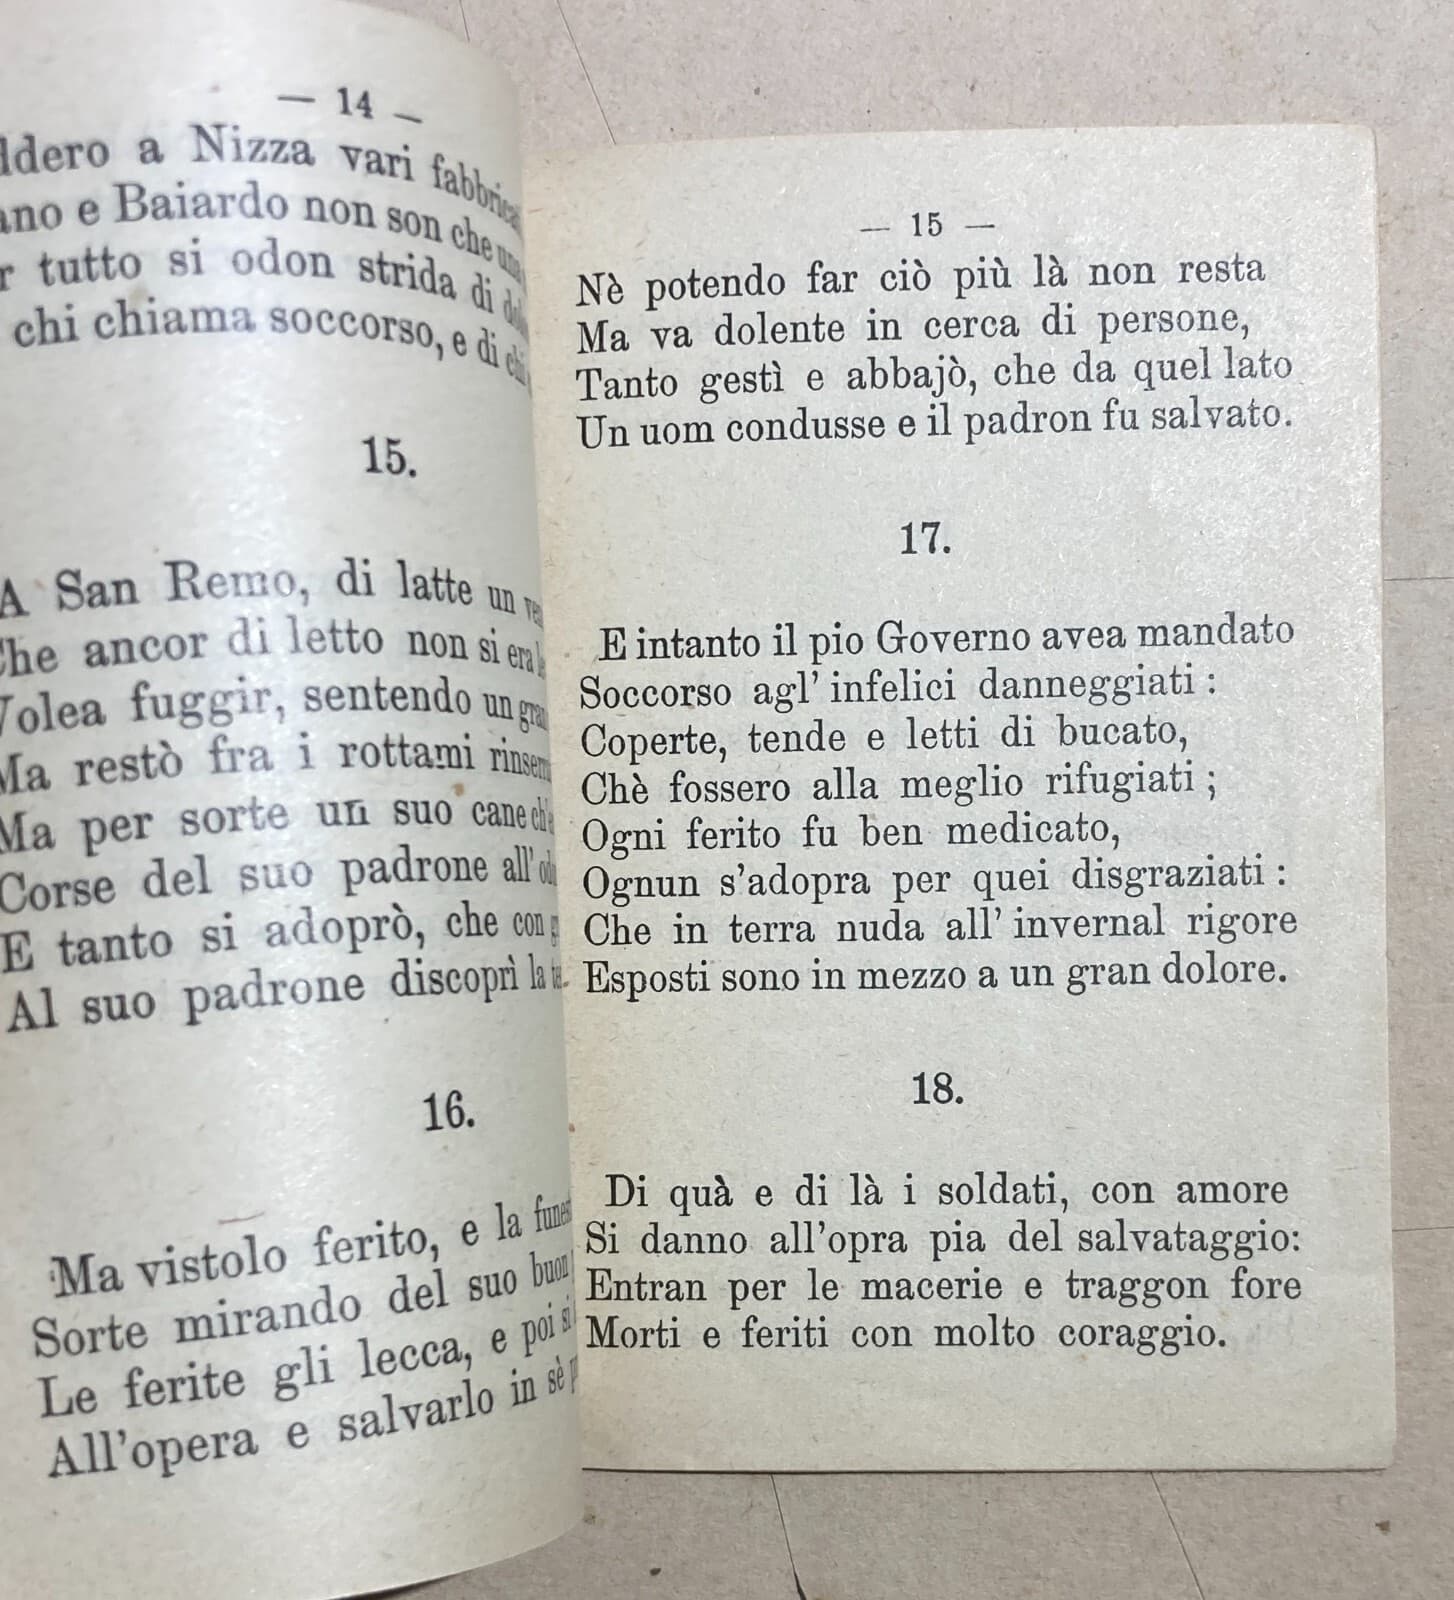 — 14 —
a Nizza vari
e Baiardo non son che
tutto si odon strida di
chi chiama soccorso, e di
15.
A San Remo, di latte un
Che ancor di letto non si era
Volea fuggir, sentendo un
Ma restò fra i rottami
Ma per sorte un suo cane
Corse del suo padrone all'
E tanto si adoprò, che con
Al suo padrone discoprì la
16.
Ma vistolo ferito, e la
Sorte mirando del suo buon
Le ferite gli lecca, e poi si
All'opera e salvarlo in sè
— 15 —
Nè potendo far ciò più là non resta
Ma va dolente in cerca di persone,
Tanto gestì e abbajò, che da quel lato
Un uom condusse e il padron fu salvato.
17.
E intanto il pio Governo avea mandato
Soccorso agl' infelici danneggiati :
Coperte, tende e letti di bucato,
Chè fossero alla meglio rifugiati ;
Ogni ferito fu ben medicato,
Ognun s'adopra per quei disgraziati :
Che in terra nuda all' invernal rigore
Esposti sono in mezzo a un gran dolore.
18.
Di quà e di là i soldati, con amore
Si danno all'opra pia del salvataggio:
Entran per le macerie e traggon fore
Morti e feriti con molto coraggio.